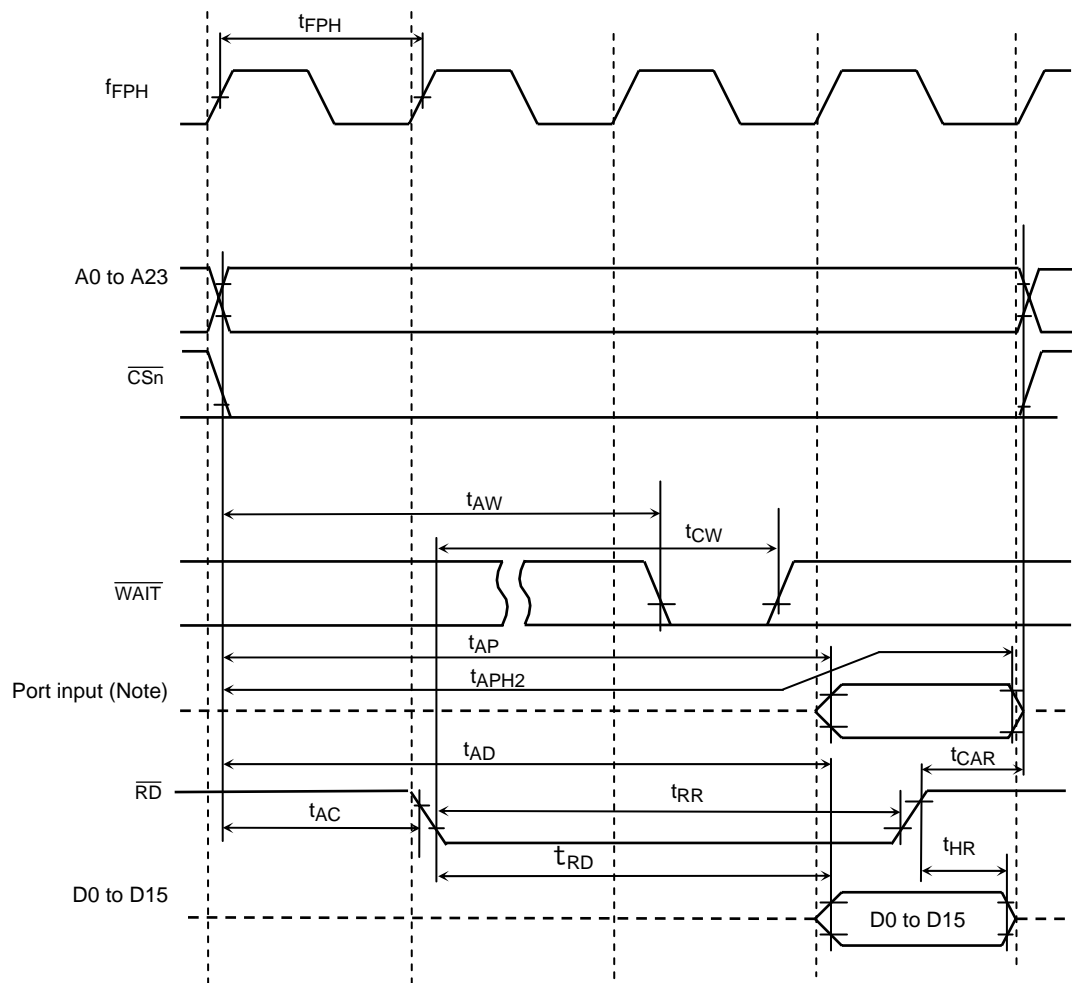 tFPH
fFPH
A0 to A23
CSn
tAW
tCW
WAIT
tAP
tAPH2
Port input (Note)
tAD
tCAR
RD
tRR
tAC
tHR
tRD
D0 to D15
D0 to D15